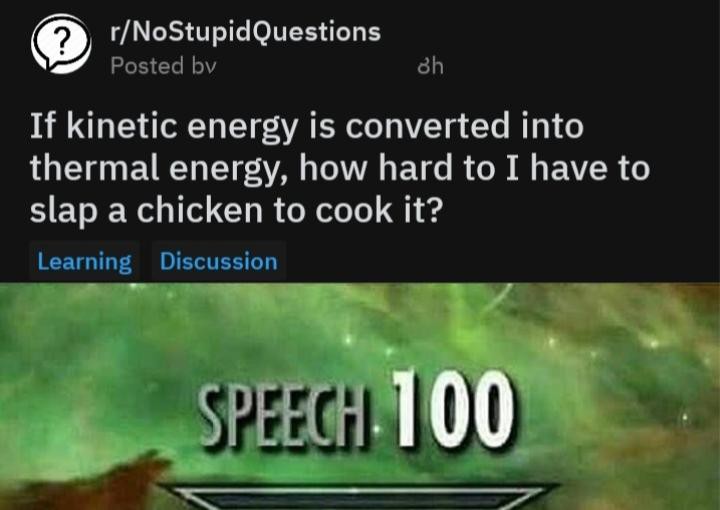 ?
r/NoStupidQuestions
Posted by 8h
If kinetic energy is converted into
thermal energy, how hard to I have to
slap a chicken to cook it?
Learning Discussion
SPEECH 100